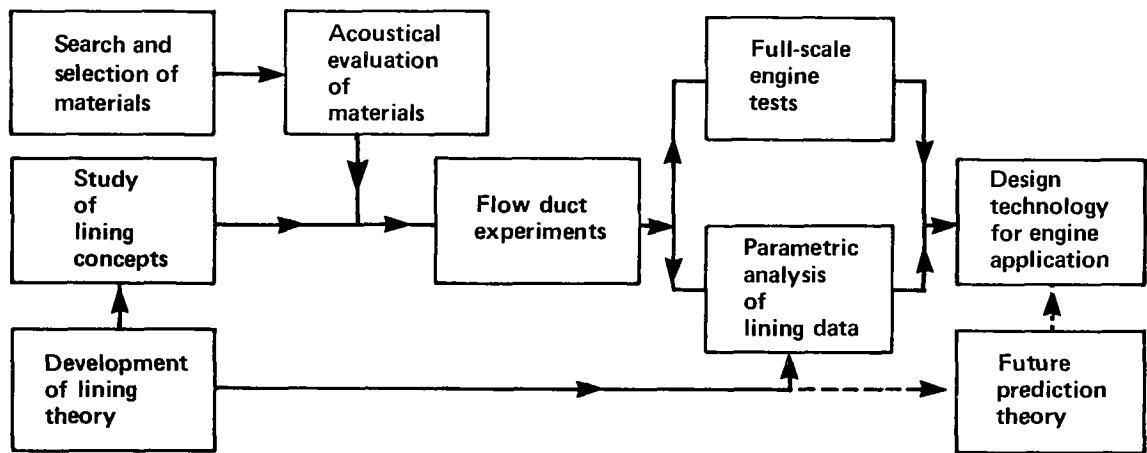 Search and
selection of
materials
Acoustical
evaluation
of
materials
Full-scale
engine
tests
Study
of
lining
concepts
Flow duct
experiments
Parametric
analysis
of
lining data
Design
technology
for engine
application
Development
of lining
theory
Future
prediction
theory